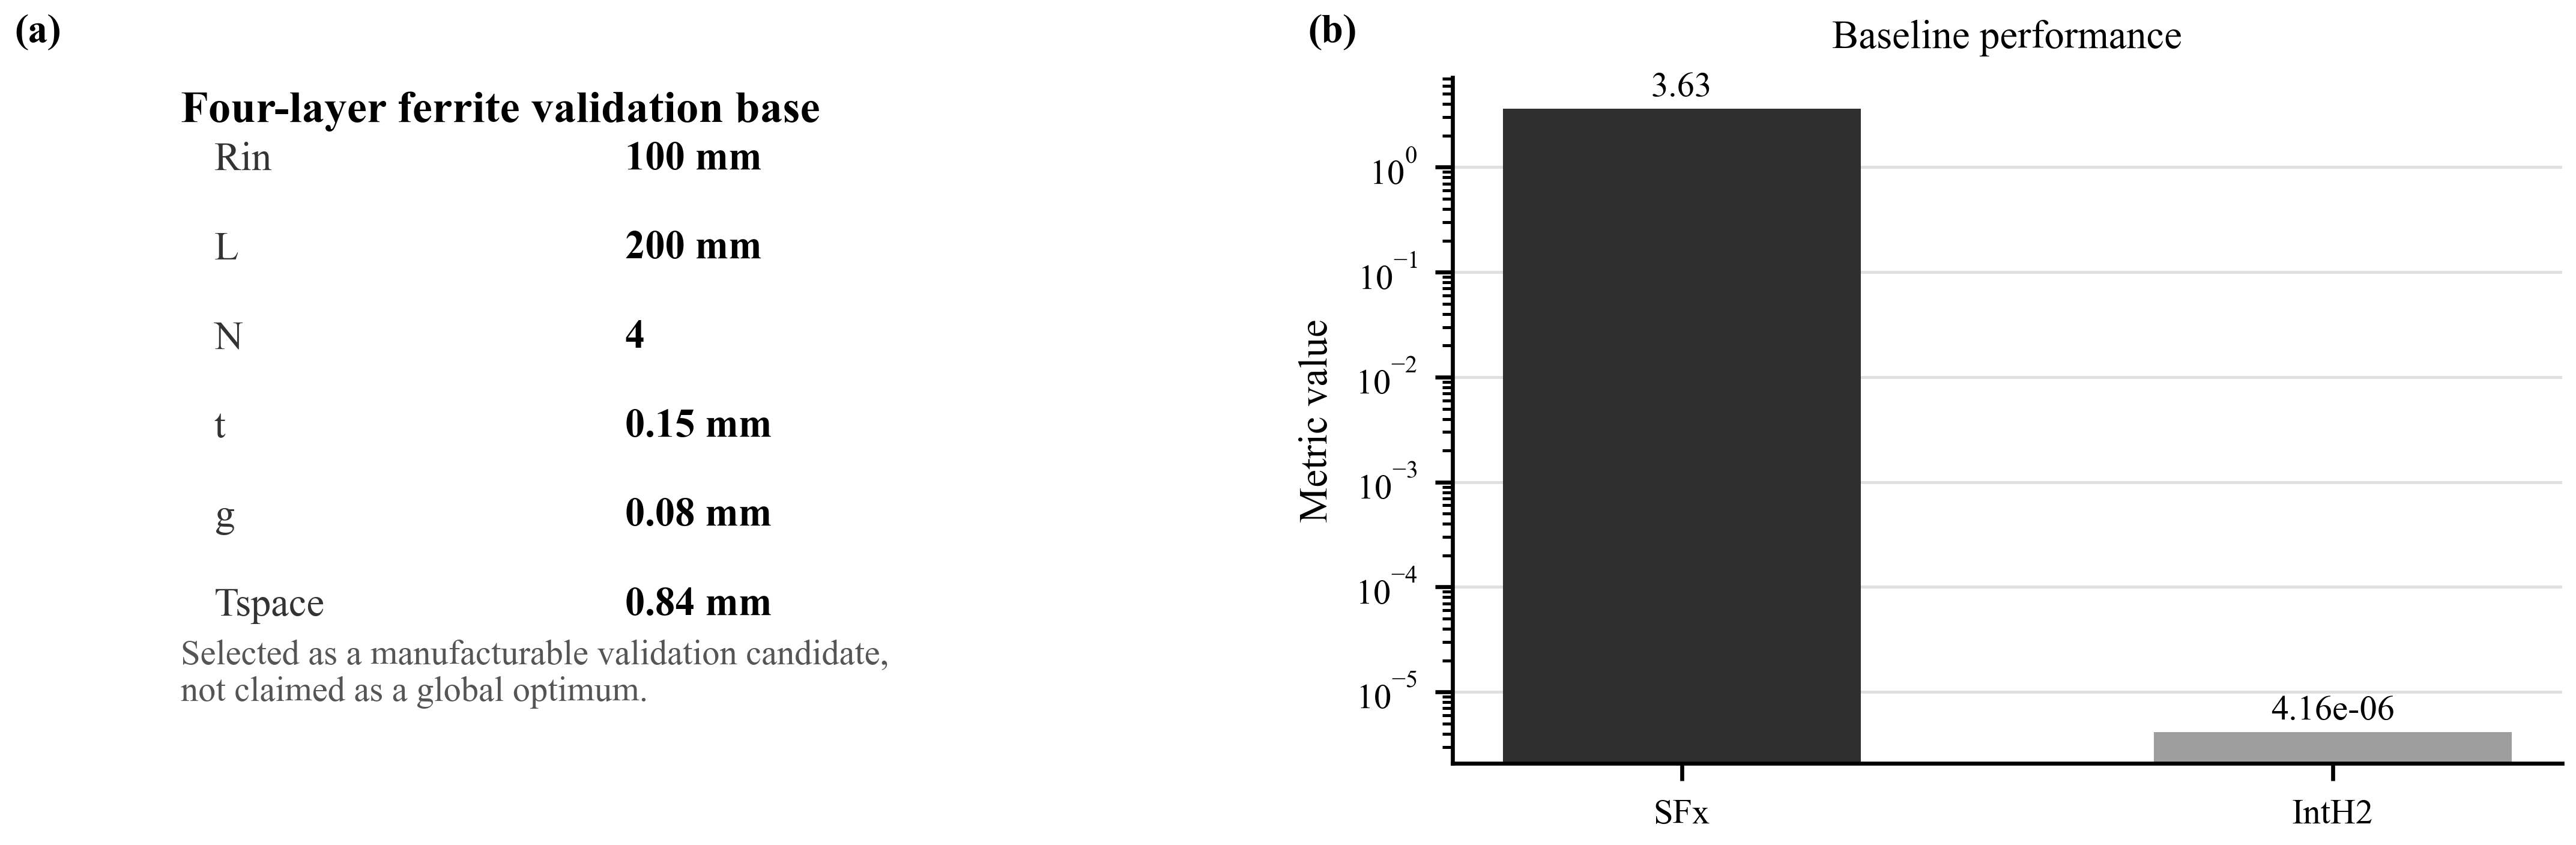 (a)
Four-layer ferrite validation base
Rin 100 mm
L 200 mm
N 4
t 0.15 mm
g 0.08 mm
Tspace 0.84 mm
Selected as a manufacturable validation candidate,
not claimed as a global optimum.
(b)
Baseline performance
Metric value
10⁰
10⁻¹
10⁻²
10⁻³
10⁻⁴
10⁻⁵
3.63
4.16e-06
SFx
IntH2